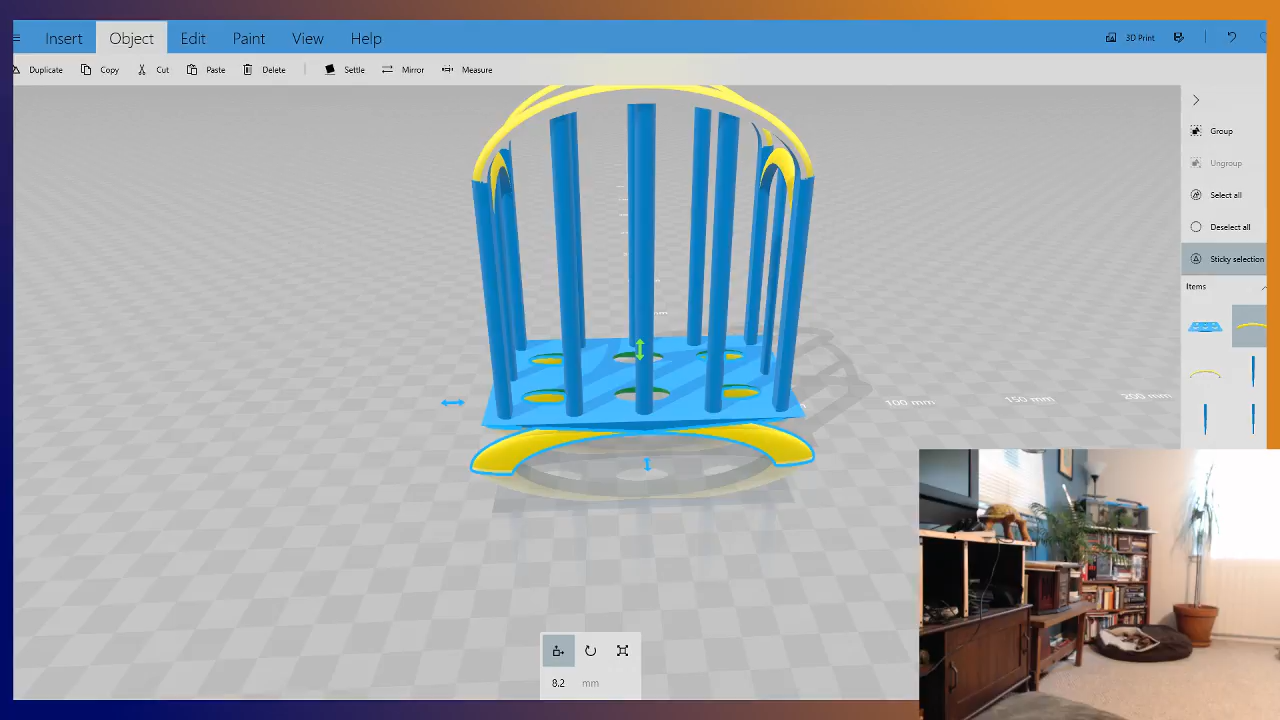 Insert Object Edit Paint View Help 3D Print
Duplicate Copy Cut Paste Delete Settle Mirror Measure
Group
Ungroup
Select all
Deselect all
Sticky selection
Items
100 mm 150 mm 200 mm
8.2 mm